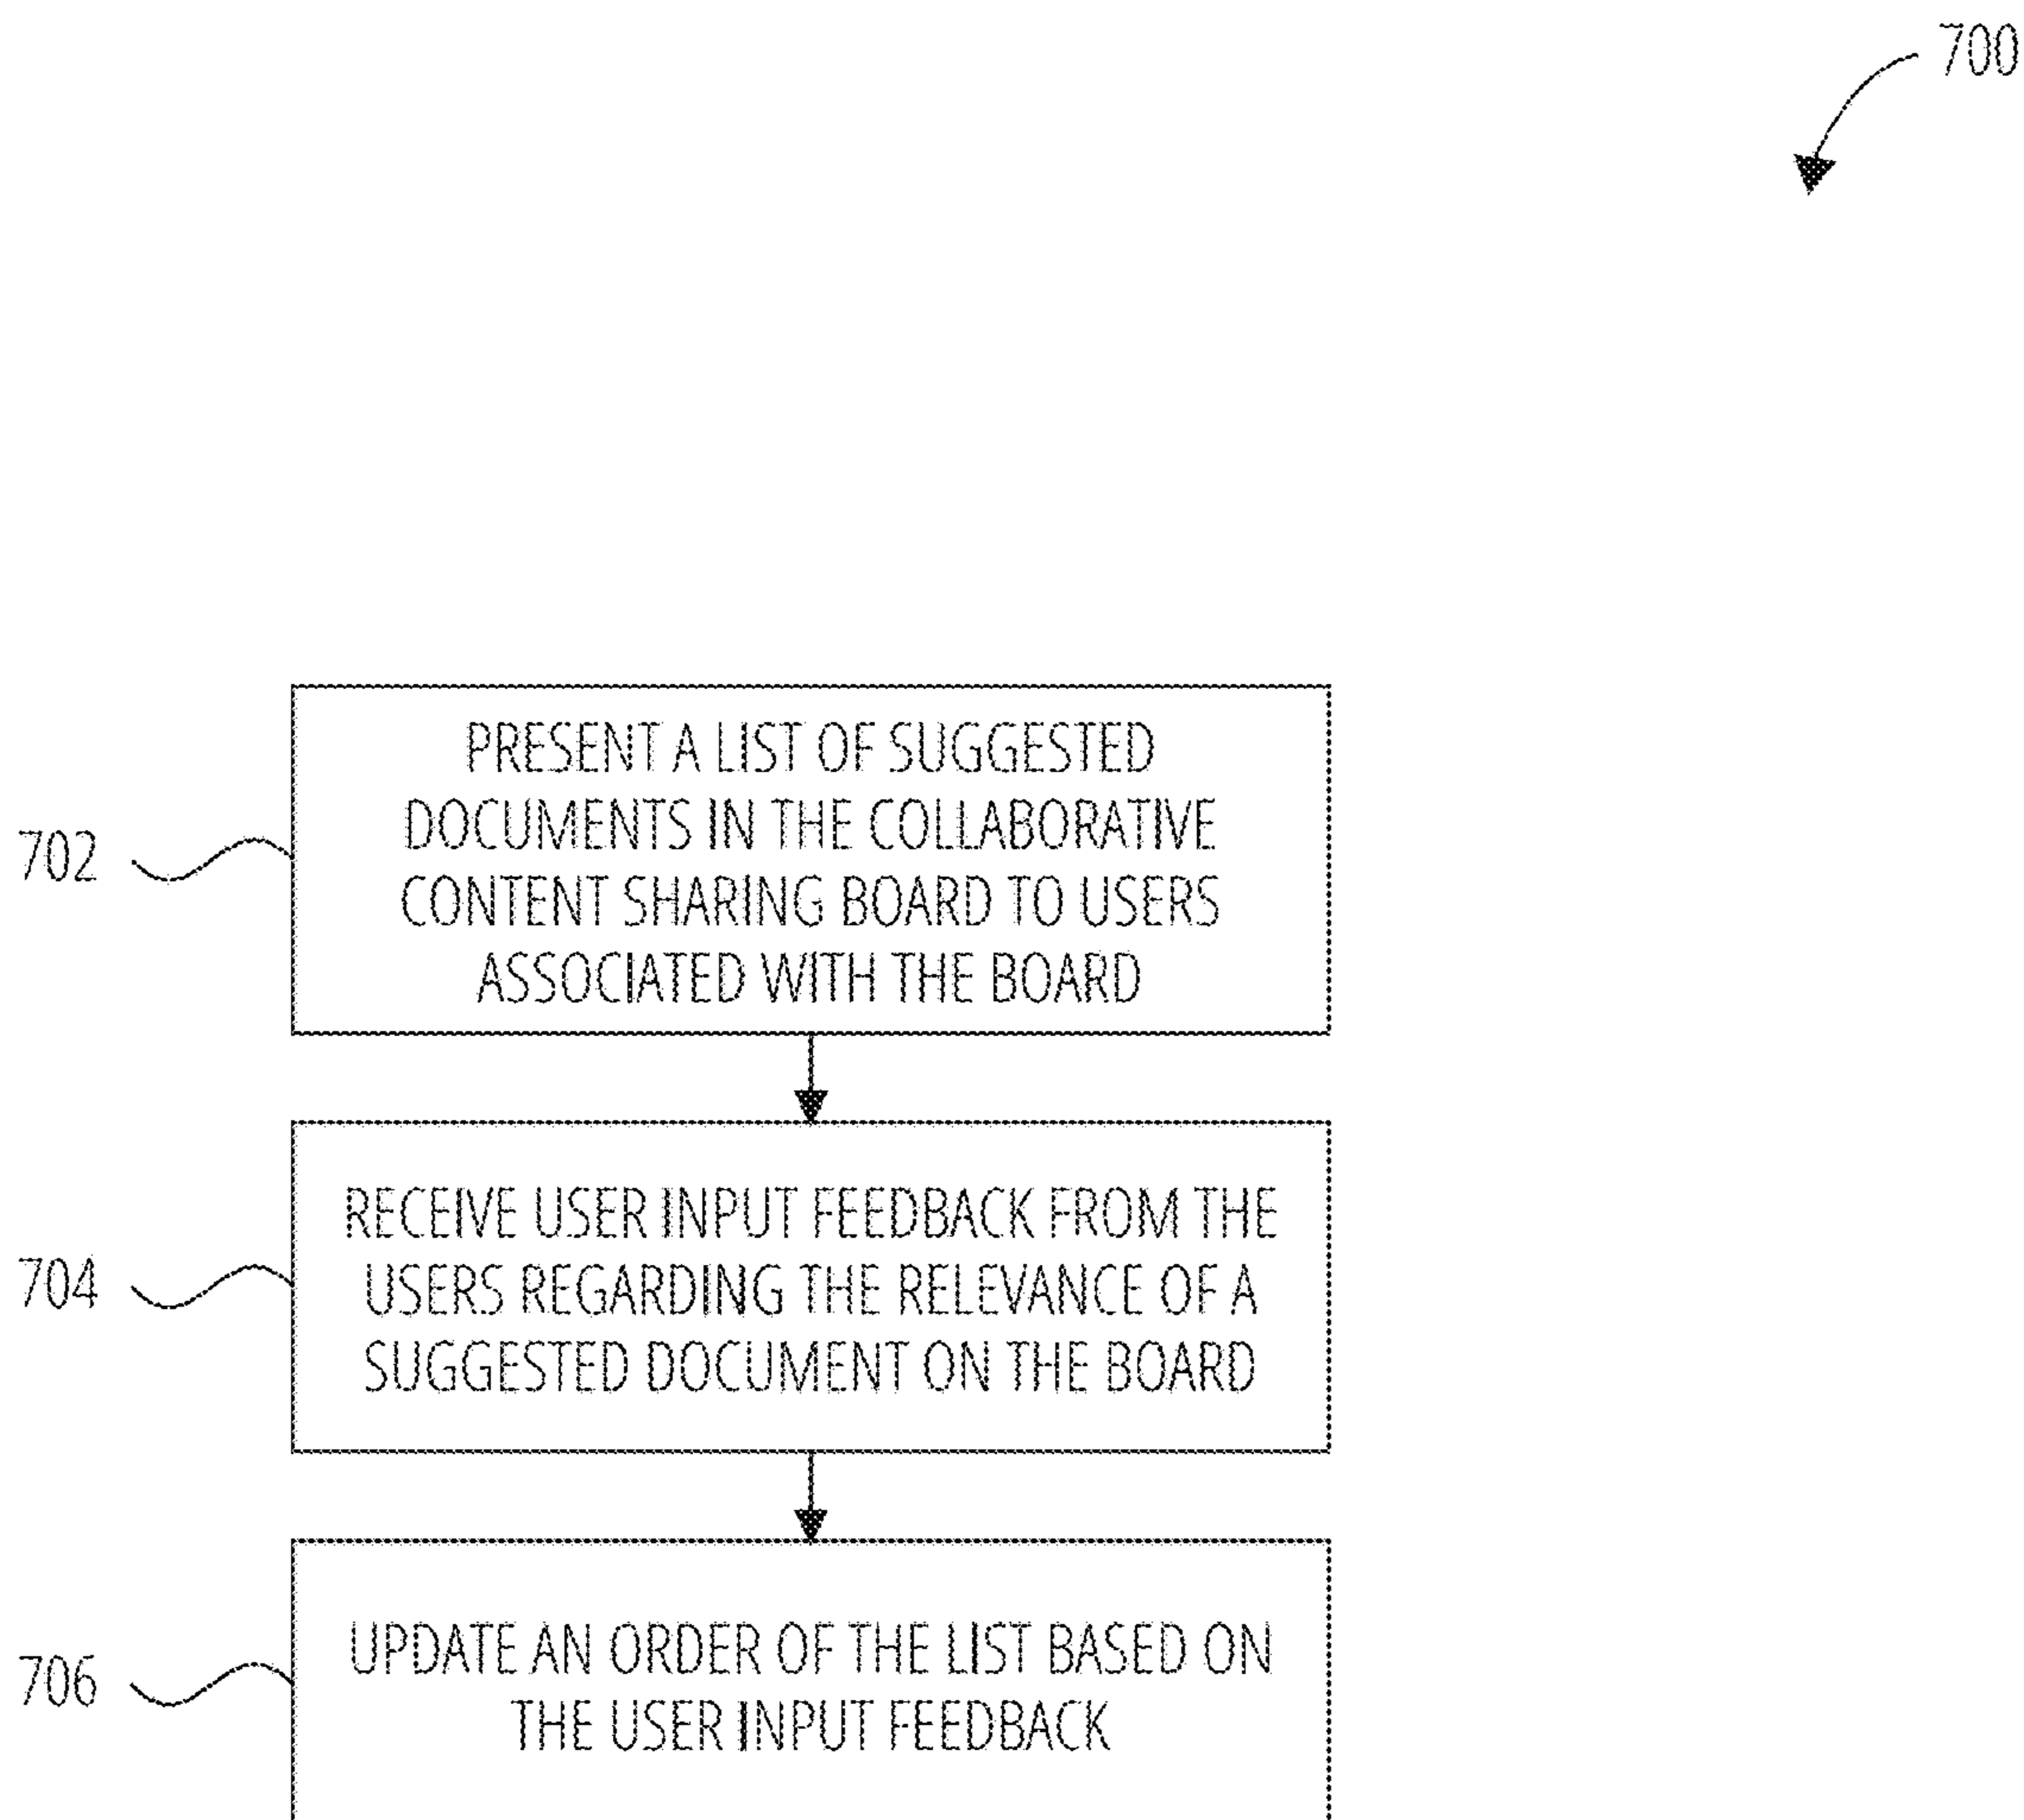 700
PRESENT A LIST OF SUGGESTED
DOCUMENTS IN THE COLLABORATIVE
CONTENT SHARING BOARD TO USERS
ASSOCIATED WITH THE BOARD
702
RECEIVE USER INPUT FEEDBACK FROM THE
USERS REGARDING THE RELEVANCE OF A
SUGGESTED DOCUMENT ON THE BOARD
704
UPDATE AN ORDER OF THE LIST BASED ON
THE USER INPUT FEEDBACK
706